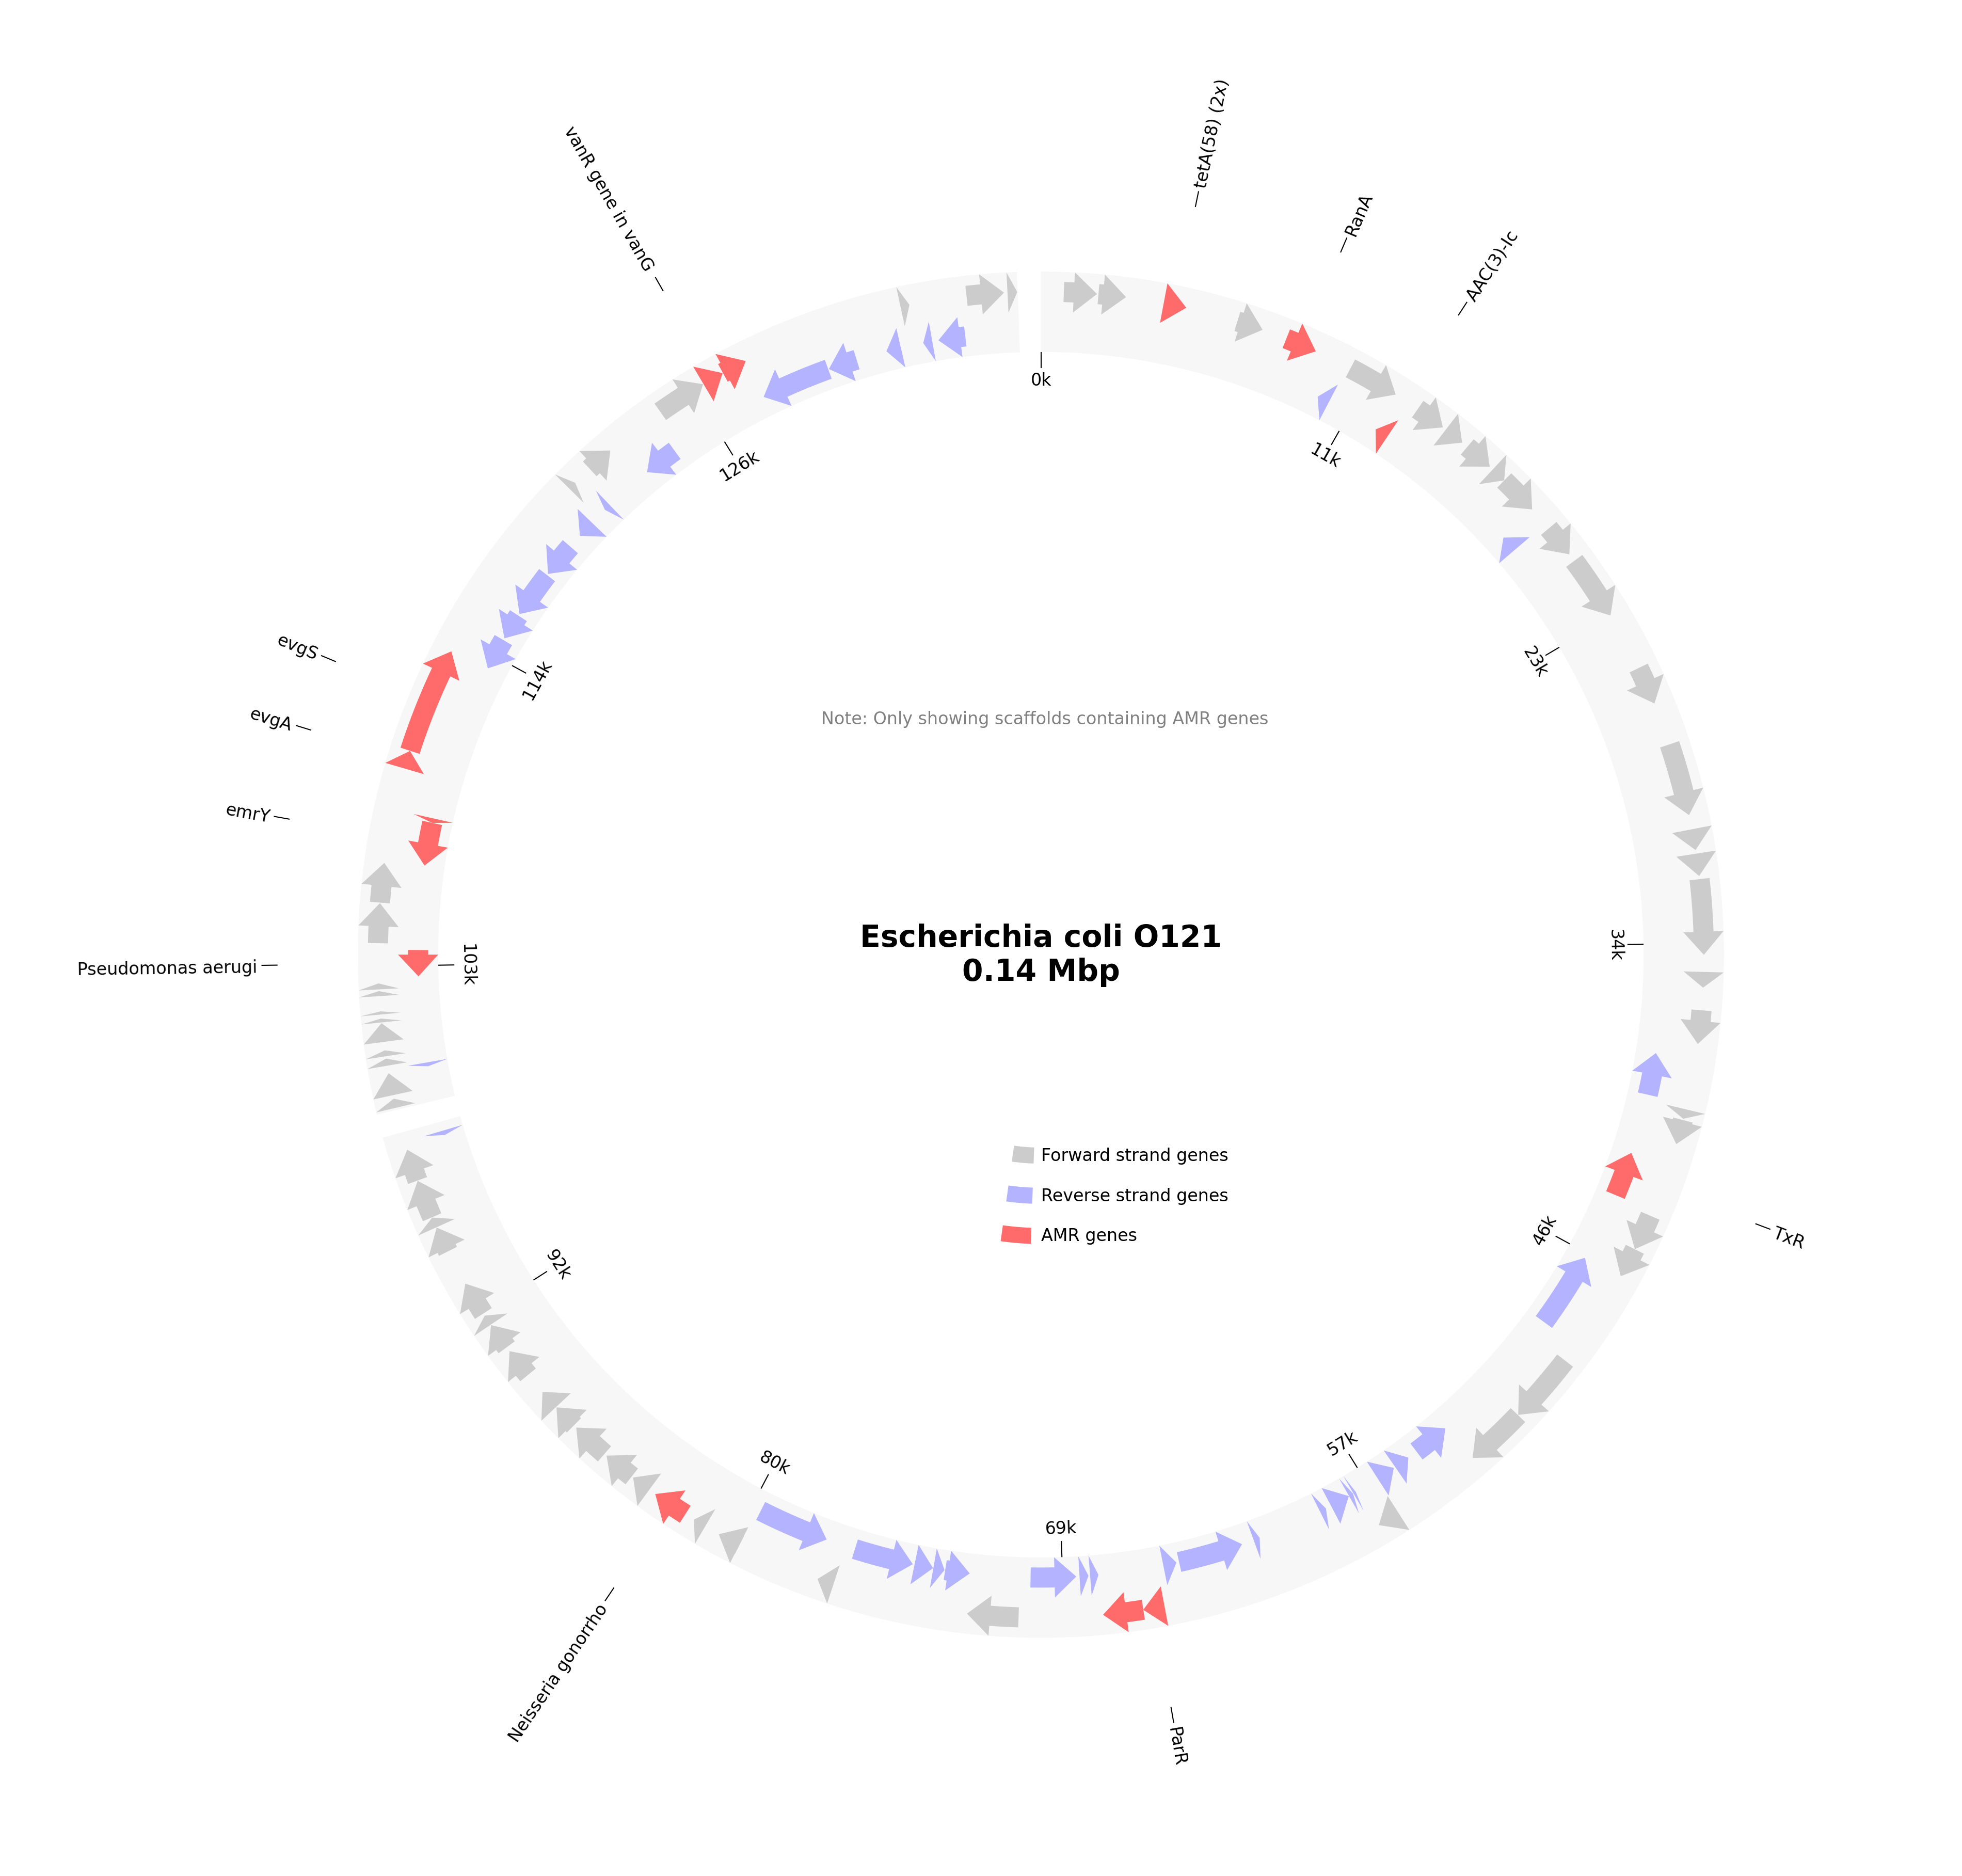 tetA(58) (2x)
RanA
AAC(3)-Ic
vanR gene in vanG
0k
11k
126k
23k
evgS
114k
evgA
Note: Only showing scaffolds containing AMR genes
emrY
Escherichia coli O121
0.14 Mbp
34k
Pseudomonas aerugi
103k
Forward strand genes
Reverse strand genes
AMR genes
46k
TxR
92k
57k
80k
69k
Neisseria gonorrho
ParR